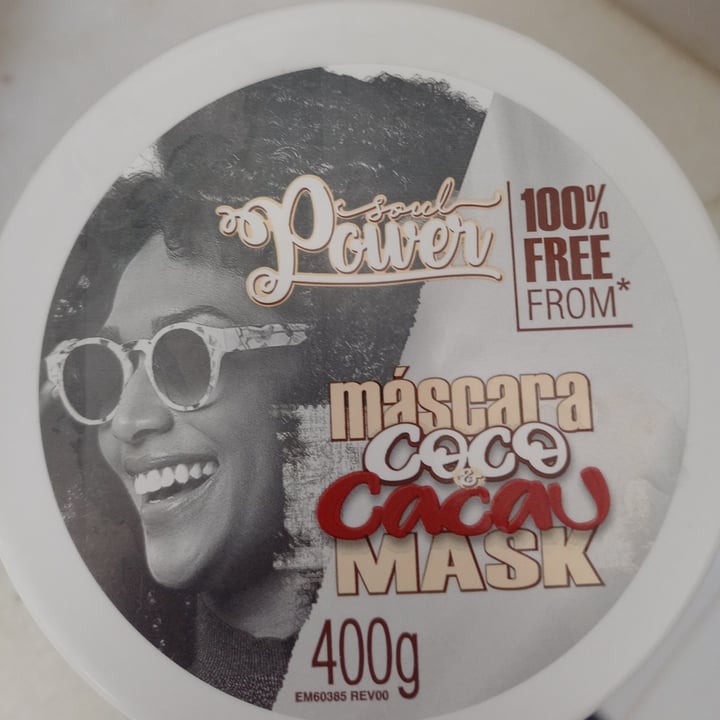 soul
Power
100%
FREE
FROM*
máscara
coco
&
Cacau
MASK
400g
EM60385 REV00